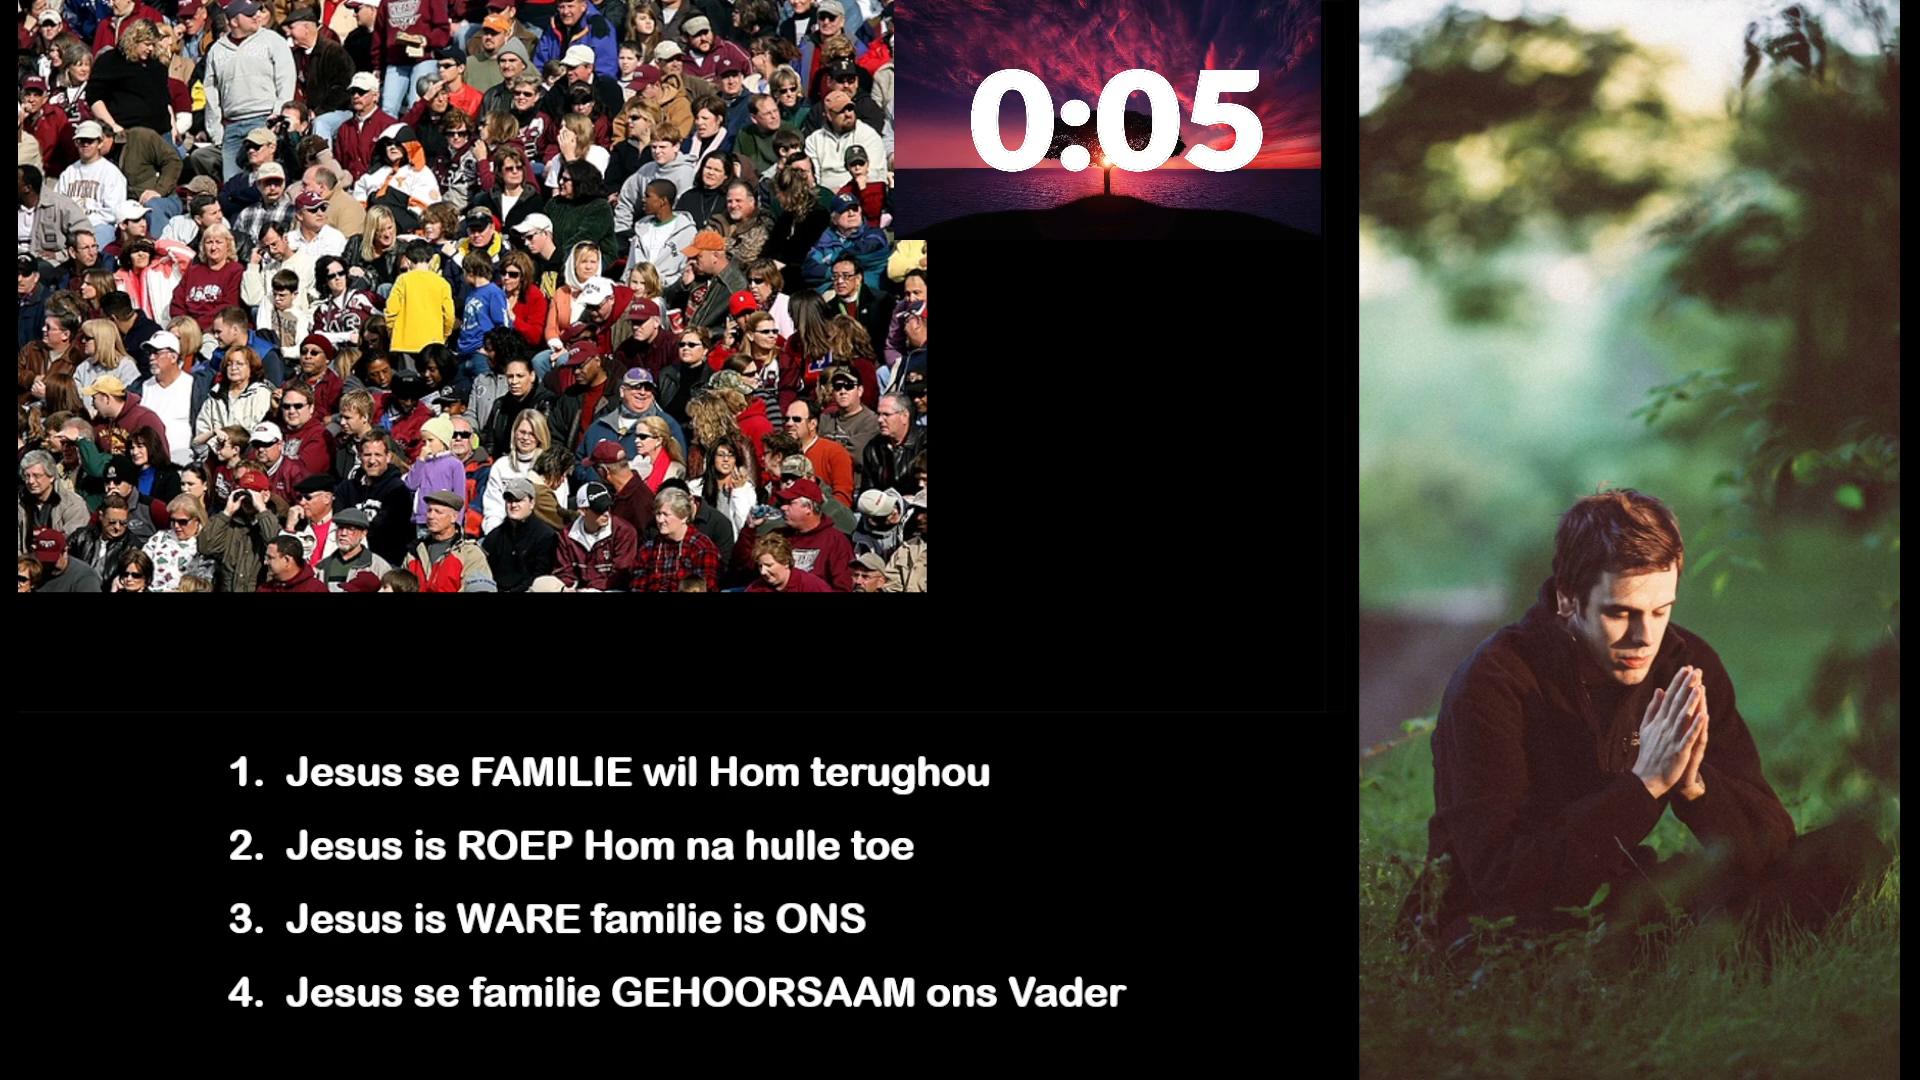 0:05
1. Jesus se FAMILIE wil Hom terughou
2. Jesus is ROEP Hom na hulle toe
3. Jesus is WARE familie is ONS
4. Jesus se familie GEHOORSAAM ons Vader